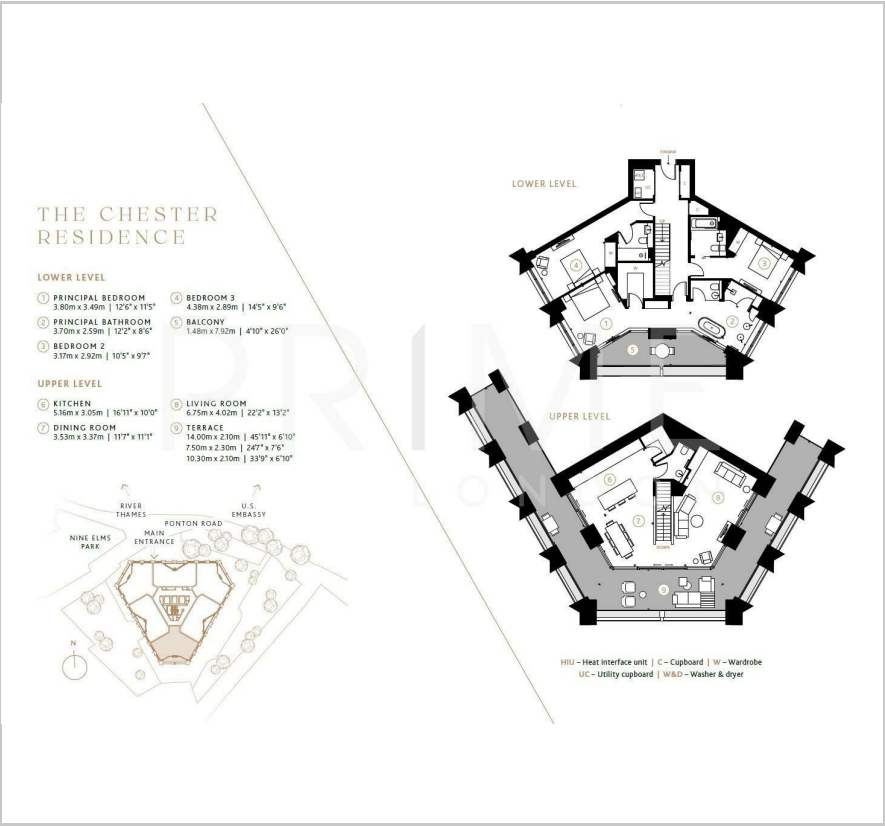 THE CHESTER
RESIDENCE
LOWER LEVEL
1 PRINCIPAL BEDROOM
3.80m x 3.49m | 12'6" x 11'5"
2 PRINCIPAL BATHROOM
3.70m x 2.59m | 12'2" x 8'6"
3 BEDROOM 2
3.17m x 2.92m | 10'5" x 9'7"
4 BEDROOM 3
4.38m x 2.89m | 14'5" x 9'6"
5 BALCONY
1.48m x 7.92m | 4'10" x 26'0"
UPPER LEVEL
6 KITCHEN
5.16m x 3.05m | 16'11" x 10'0"
7 DINING ROOM
3.53m x 3.37m | 11'7" x 11'1"
8 LIVING ROOM
6.75m x 4.02m | 22'2" x 13'2"
9 TERRACE
14.00m x 2.10m | 45'11" x 6'10"
7.50m x 2.30m | 24'7" x 7'6"
10.30m x 2.10m | 33'9" x 6'10"
RIVER
THAMES
U.S.
EMBASSY
PONTON ROAD
NINE ELMS
PARK
MAIN
ENTRANCE
N
LOWER LEVEL
UC
C
C
UP
W
W
W
4
3
1
2
5
UPPER LEVEL
6
8
7
DOWN
9
PRIME
LONDON
HIU – Heat interface unit | C – Cupboard | W – Wardrobe
UC – Utility cupboard | W&D – Washer & dryer